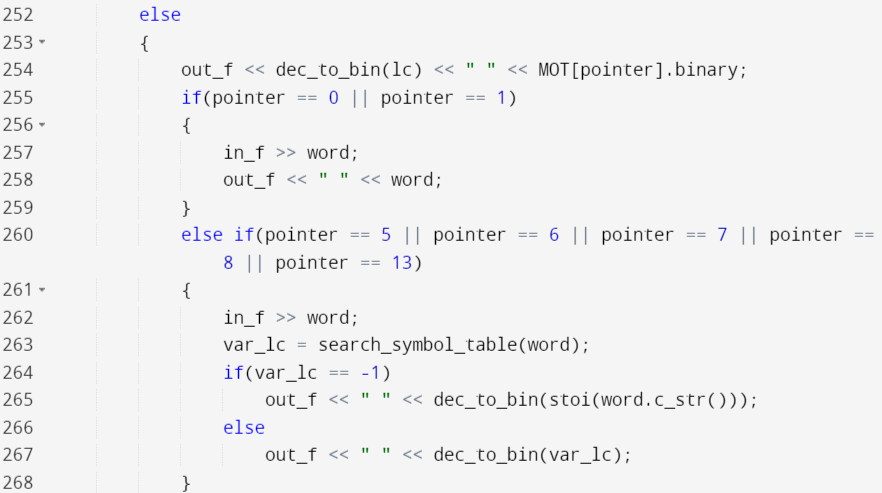 252 else
253 {
254 out_f << dec_to_bin(lc) << " " << MOT[pointer].binary;
255 if(pointer == 0 || pointer == 1)
256 {
257 in_f >> word;
258 out_f << " " << word;
259 }
260 else if(pointer == 5 || pointer == 6 || pointer == 7 || pointer ==
8 || pointer == 13)
261 {
262 in_f >> word;
263 var_lc = search_symbol_table(word);
264 if(var_lc == -1)
265 out_f << " " << dec_to_bin(stoi(word.c_str()));
266 else
267 out_f << " " << dec_to_bin(var_lc);
268 }